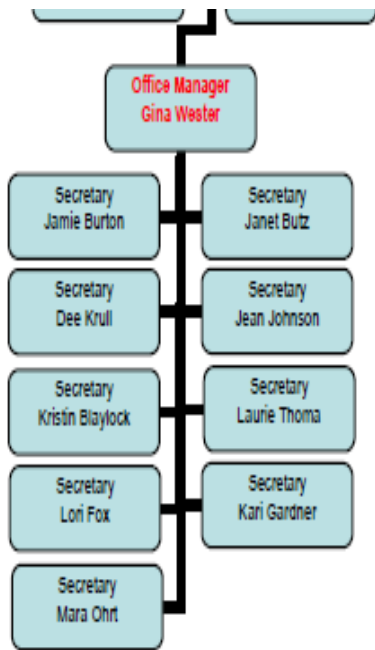 Office Manager
Gina Wester
Secretary
Jamie Burton
Secretary
Janet Butz
Secretary
Dee Krull
Secretary
Jean Johnson
Secretary
Kristin Blaylock
Secretary
Laurie Thoma
Secretary
Lori Fox
Secretary
Kari Gardner
Secretary
Mara Ohrt